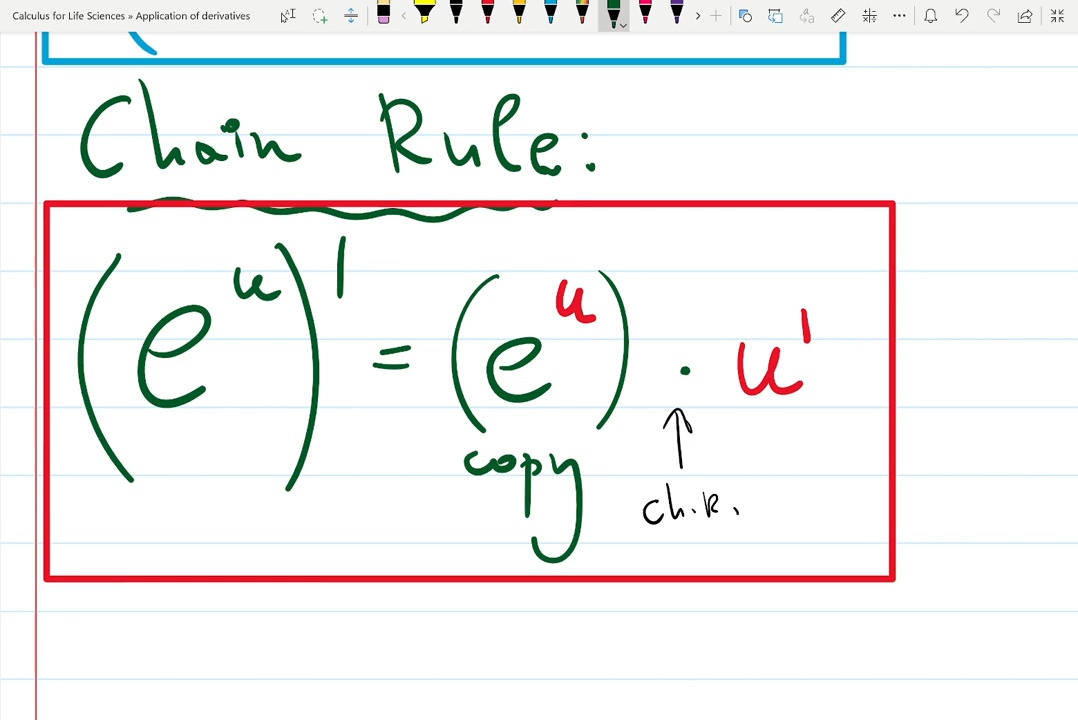 Calculus for Life Sciences » Application of derivatives
Chain Rule:
(e^u)' = (e^u) · u'
copy
ch.R.